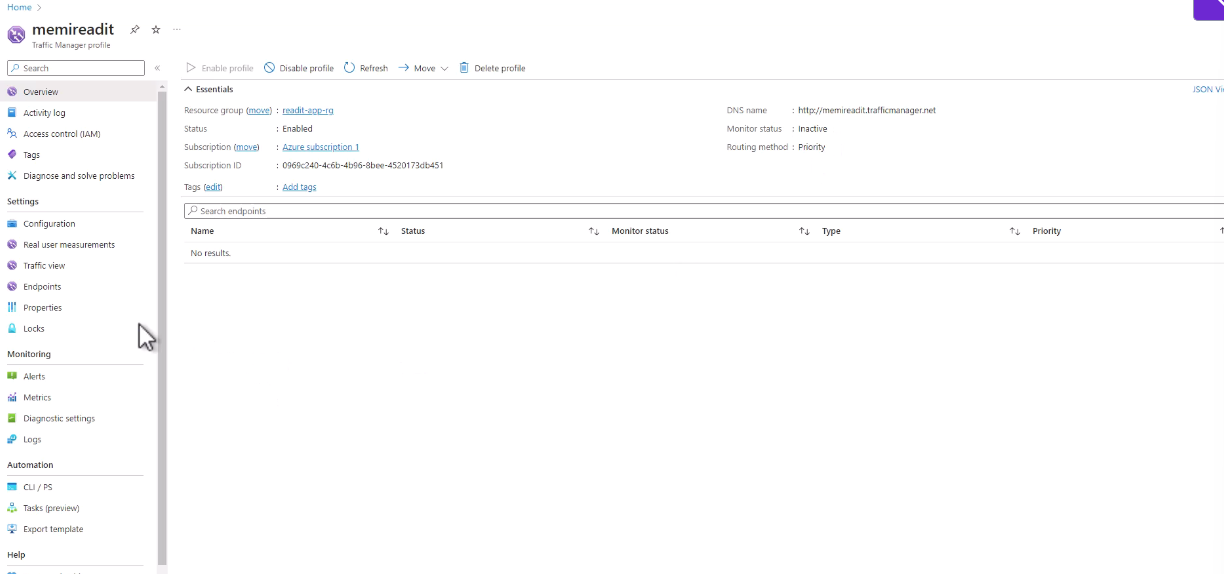 Home >
memireadit
Traffic Manager profile
Search
Enable profile Disable profile Refresh Move Delete profile
Overview
Activity log
Access control (IAM)
Tags
Diagnose and solve problems
Settings
Configuration
Real user measurements
Traffic view
Endpoints
Properties
Locks
Monitoring
Alerts
Metrics
Diagnostic settings
Logs
Automation
CLI / PS
Tasks (preview)
Export template
Help
Essentials
JSON Vi
Resource group (move) : readit-app-rg
Status : Enabled
Subscription (move) : Azure subscription 1
Subscription ID : 0969c240-4c6b-4b96-8bee-4520173db451
Tags (edit) : Add tags
DNS name : http://memireadit.trafficmanager.net
Monitor status : Inactive
Routing method : Priority
Search endpoints
Name Status Monitor status Type Priority
No results.